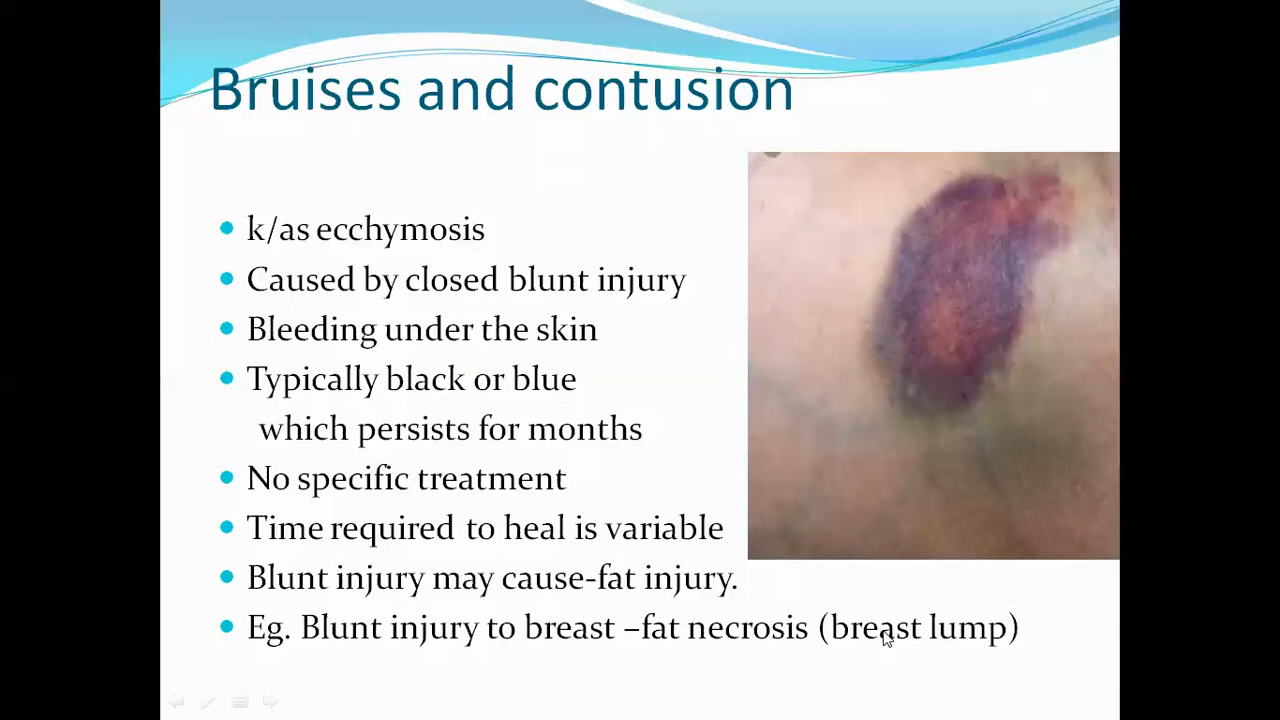 Bruises and contusion
k/as ecchymosis
Caused by closed blunt injury
Bleeding under the skin
Typically black or blue
which persists for months
No specific treatment
Time required to heal is variable
Blunt injury may cause-fat injury.
Eg. Blunt injury to breast –fat necrosis (breast lump)